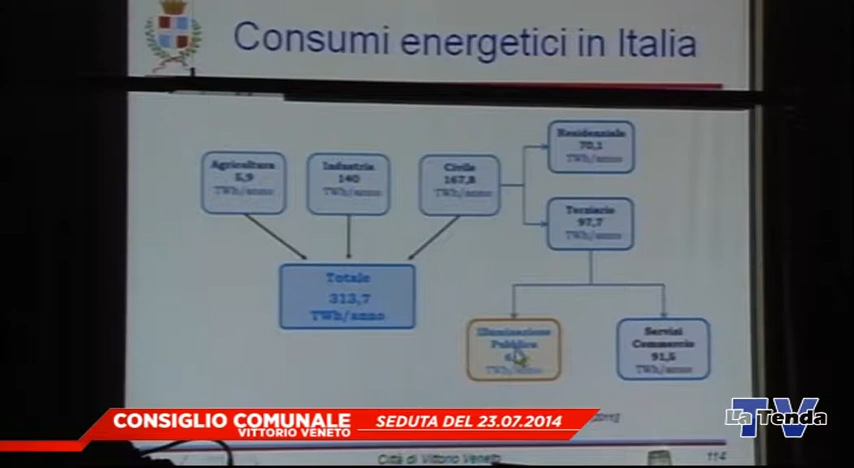 Consumi energetici in Italia
Agricoltura
5,9
TWh/anno
Industria
140
TWh/anno
Civile
167,8
TWh/anno
Residenziale
70,1
TWh/anno
Terziario
97,7
TWh/anno
Totale
313,7
TWh/anno
Illuminazione
Pubblica
TWh/anno
Servizi
Commercio
91,5
TWh/anno
CONSIGLIO COMUNALE
VITTORIO VENETO
SEDUTA DEL 23.07.2014
La Tenda
TV
Città di Vittorio Veneto
114